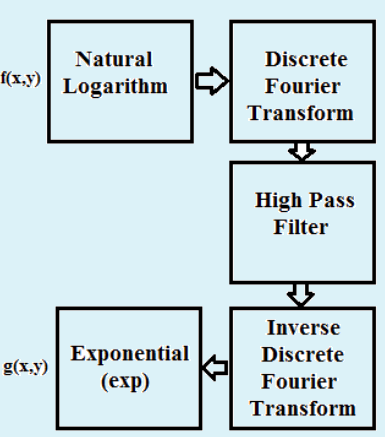 f(x,y)
Natural
Logarithm
Discrete
Fourier
Transform
High Pass
Filter
Inverse
Discrete
Fourier
Transform
Exponential
(exp)
g(x,y)